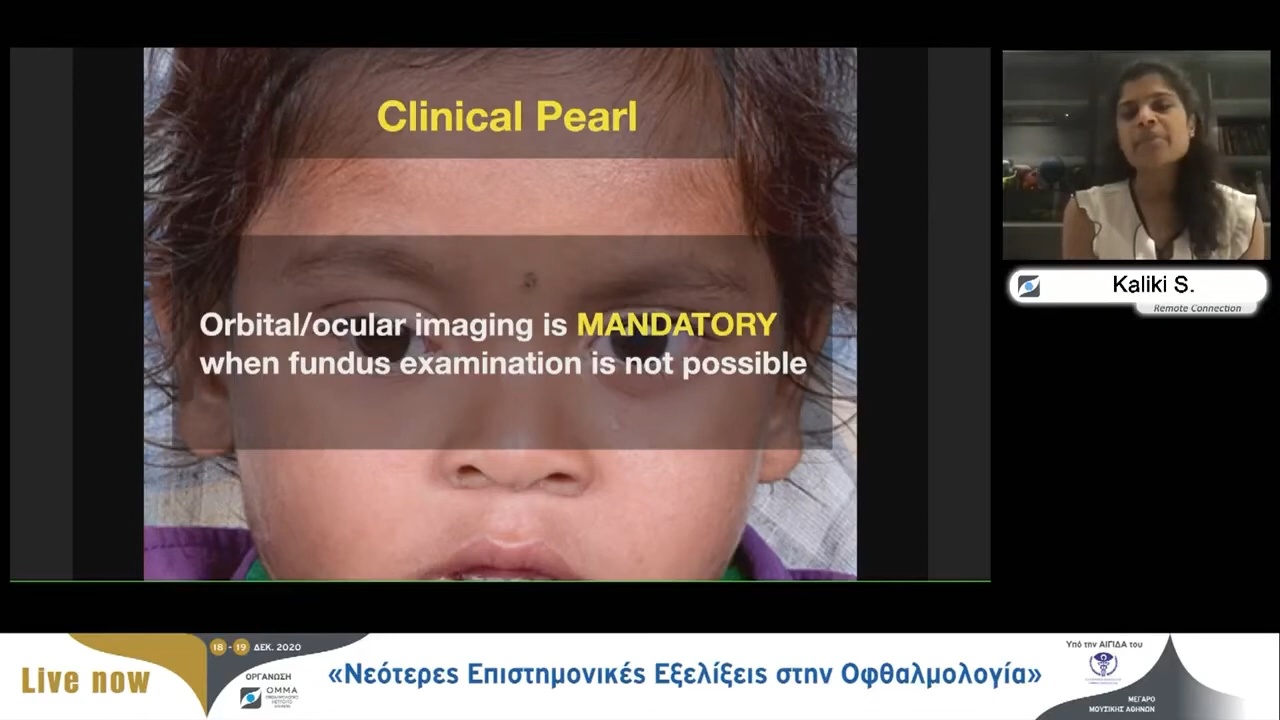 Clinical Pearl
Orbital/ocular imaging is MANDATORY
when fundus examination is not possible
Kaliki S.
Remote Connection
Live now
18 - 19 ΔΕΚ. 2020
ΟΡΓΑΝΩΣΗ
ΟΜΜΑ
«Νεότερες Επιστημονικές Εξελίξεις στην Οφθαλμολογία»
Υπό την ΑΙΓΙΔΑ του
ΜΕΓΑΡΟ
ΜΟΥΣΙΚΗΣ ΑΘΗΝΩΝ